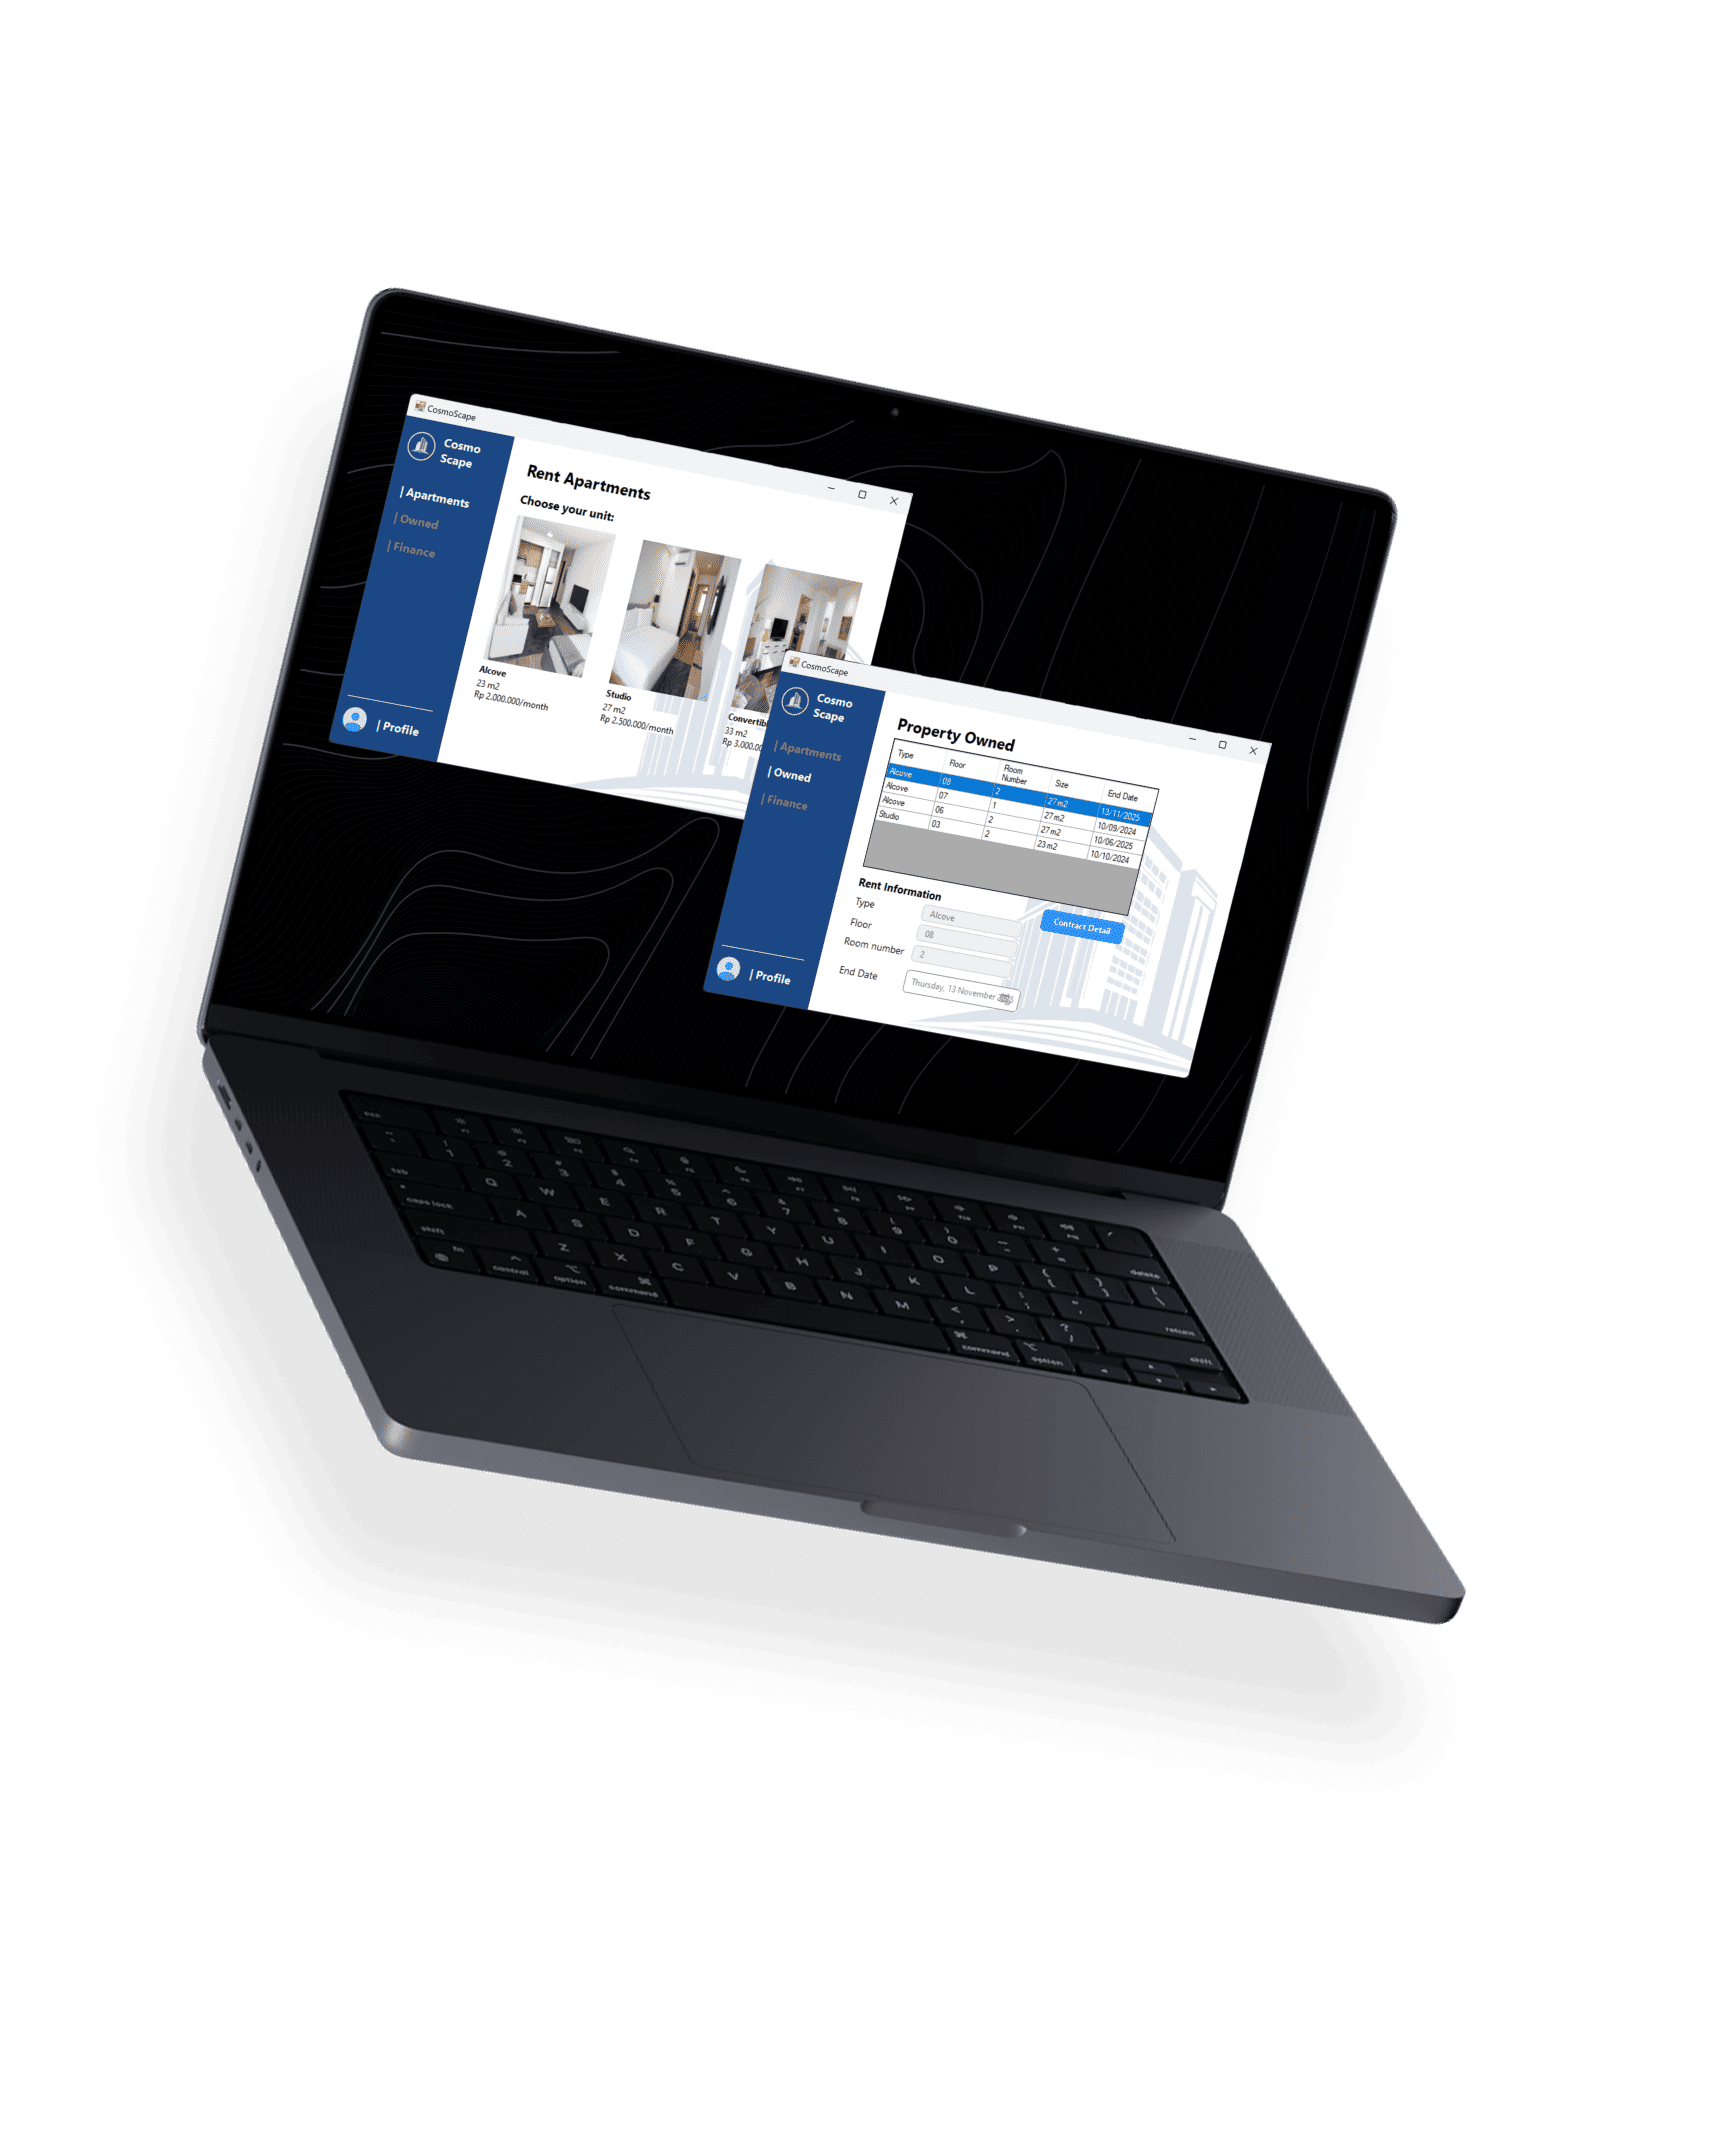 CosmoScape
Cosmo
Scape
| Apartments
| Owned
| Finance
| Profile
Rent Apartments
Choose your unit:
Alcove
23 m2
Rp 2.000.000/month
Studio
27 m2
Rp 2.500.000/month
Convertib
33 m2
Rp 3.000.00
CosmoScape
Cosmo
Scape
| Apartments
| Owned
| Finance
| Profile
Property Owned
Type Floor Room Number Size End Date
Alcove 08 2 27 m2 13/11/2025
Alcove 07 1 27 m2 10/09/2024
Alcove 06 2 27 m2 10/06/2025
Studio 03 2 23 m2 10/10/2024
Rent Information
Type Alcove
Floor 08
Room number 2
End Date Thursday, 13 November
Contract Detail
esc
tab Q W E R T Y U I O P
caps lock A S D F G H J K L
shift Z X C V B N M
fn control option command command option
delete
return
shift